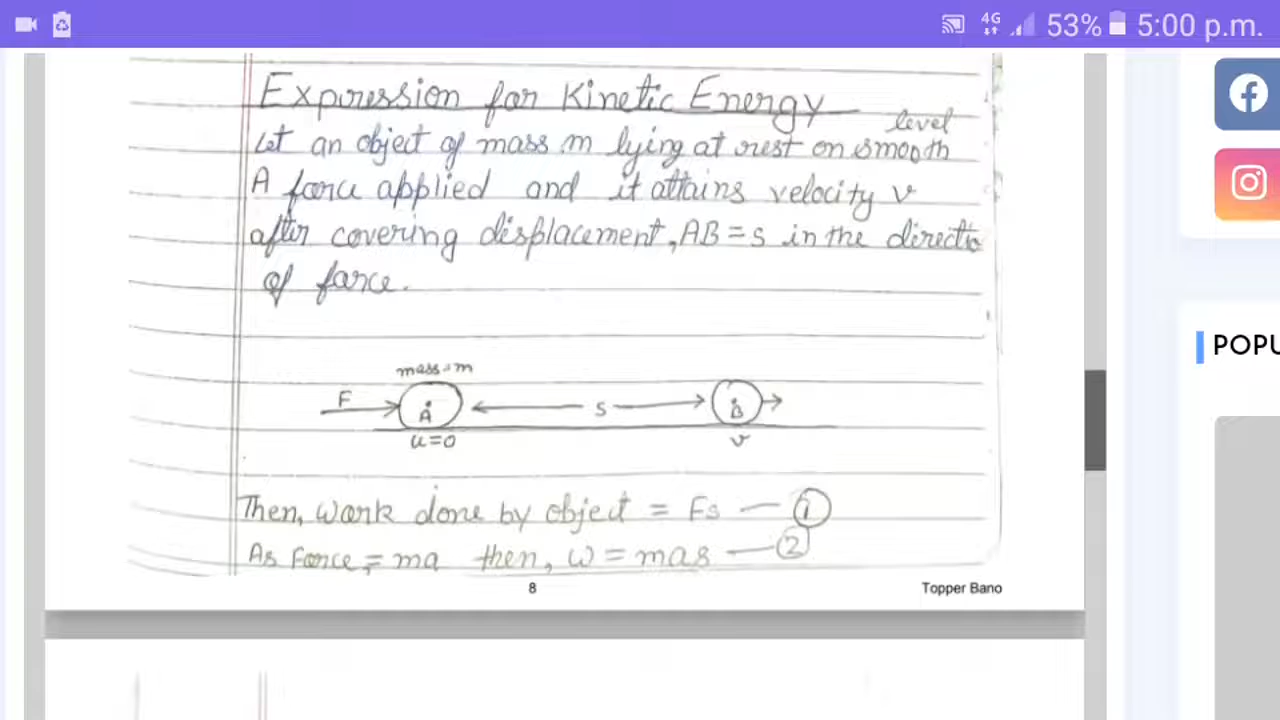 4G 53% 5:00 p.m.
Expression for Kinetic Energy
level
Let an object of mass m lying at rest on smooth
A force applied and it attains velocity v
after covering displacement, AB = s in the directio
of force.
mass = m
F A s B
u=0 v
Then, work done by object = Fs — ①
As Force, = ma then, w = mas — ②
8 Topper Bano
POPU